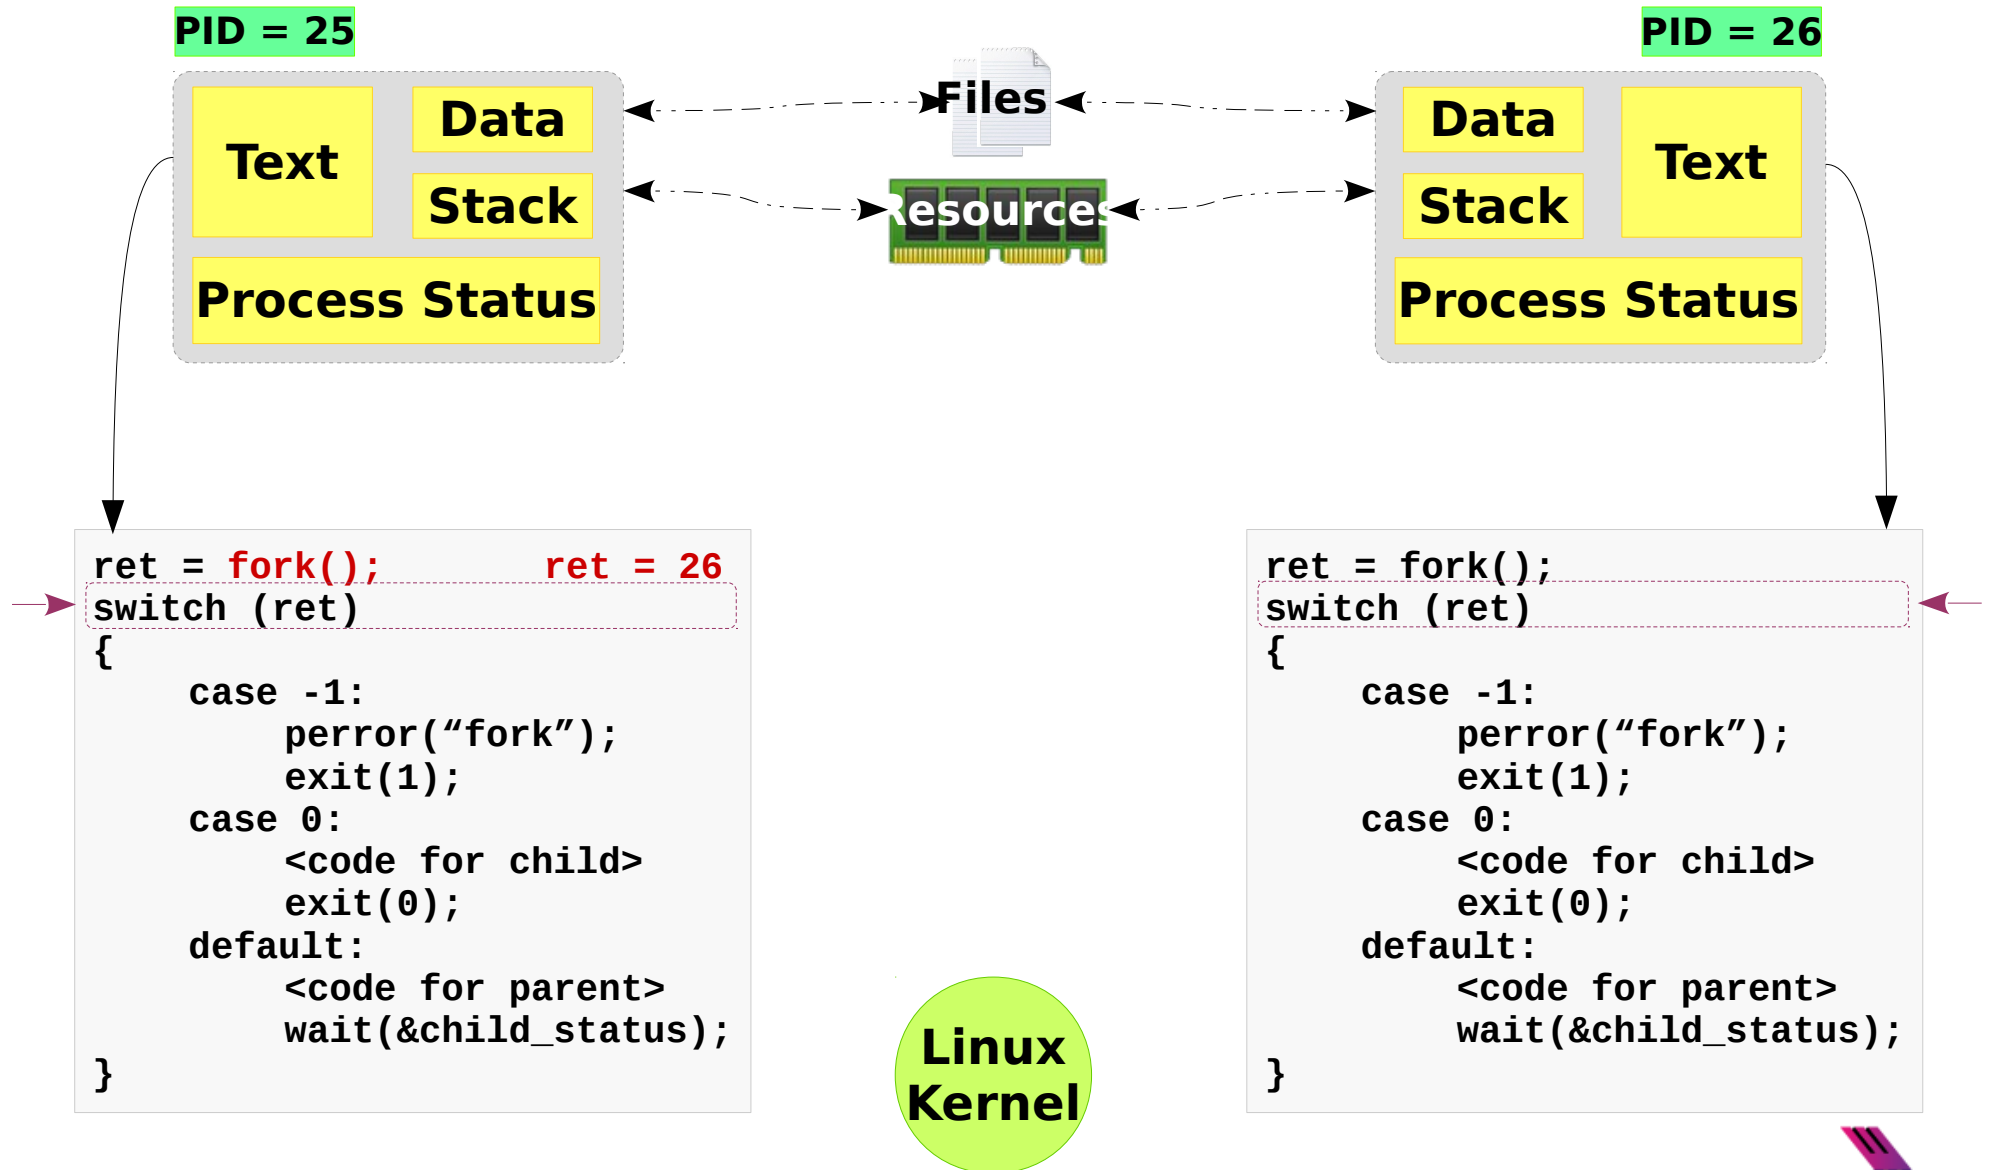 PID = 25
Text
Data
Stack
Process Status
Files
Resources
PID = 26
Data
Stack
Text
Process Status
ret = fork(); ret = 26
switch (ret)
{
case -1:
perror(“fork”);
exit(1);
case 0:
<code for child>
exit(0);
default:
<code for parent>
wait(&child_status);
}
ret = fork();
switch (ret)
{
case -1:
perror(“fork”);
exit(1);
case 0:
<code for child>
exit(0);
default:
<code for parent>
wait(&child_status);
}
Linux
Kernel